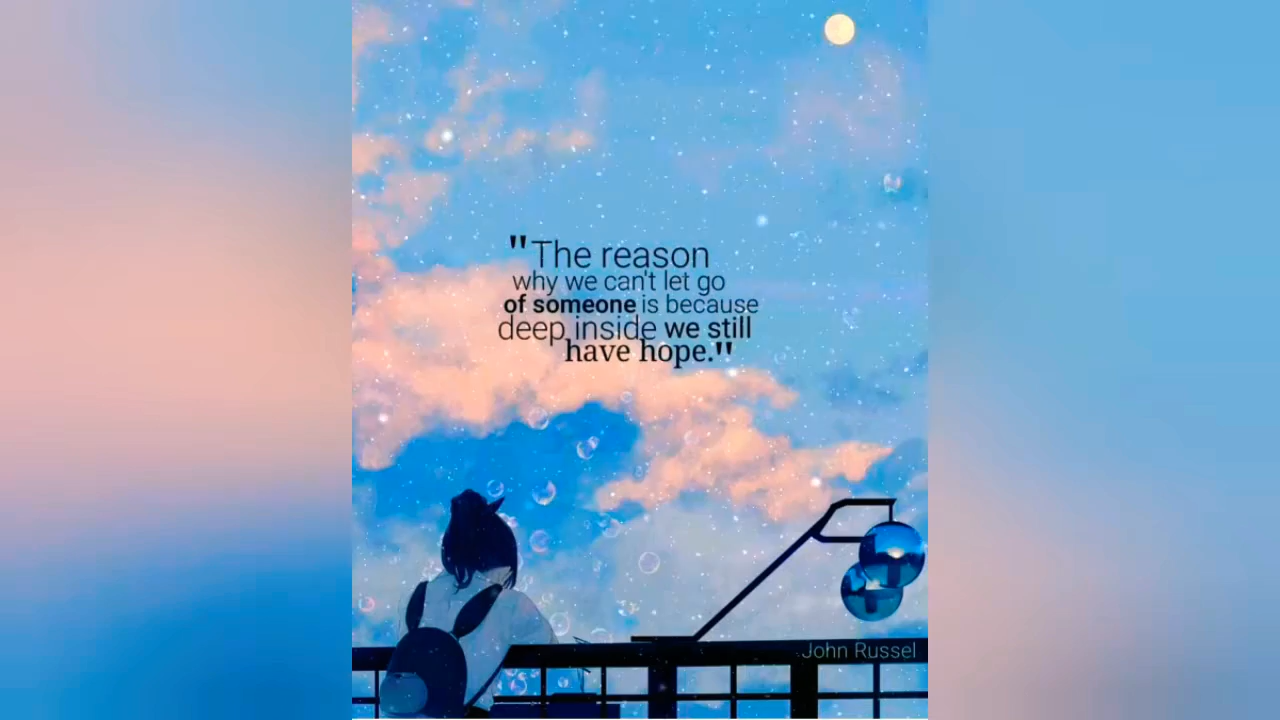 "The reason
why we can't let go
of someone is because
deep inside we still
have hope."
John Russel